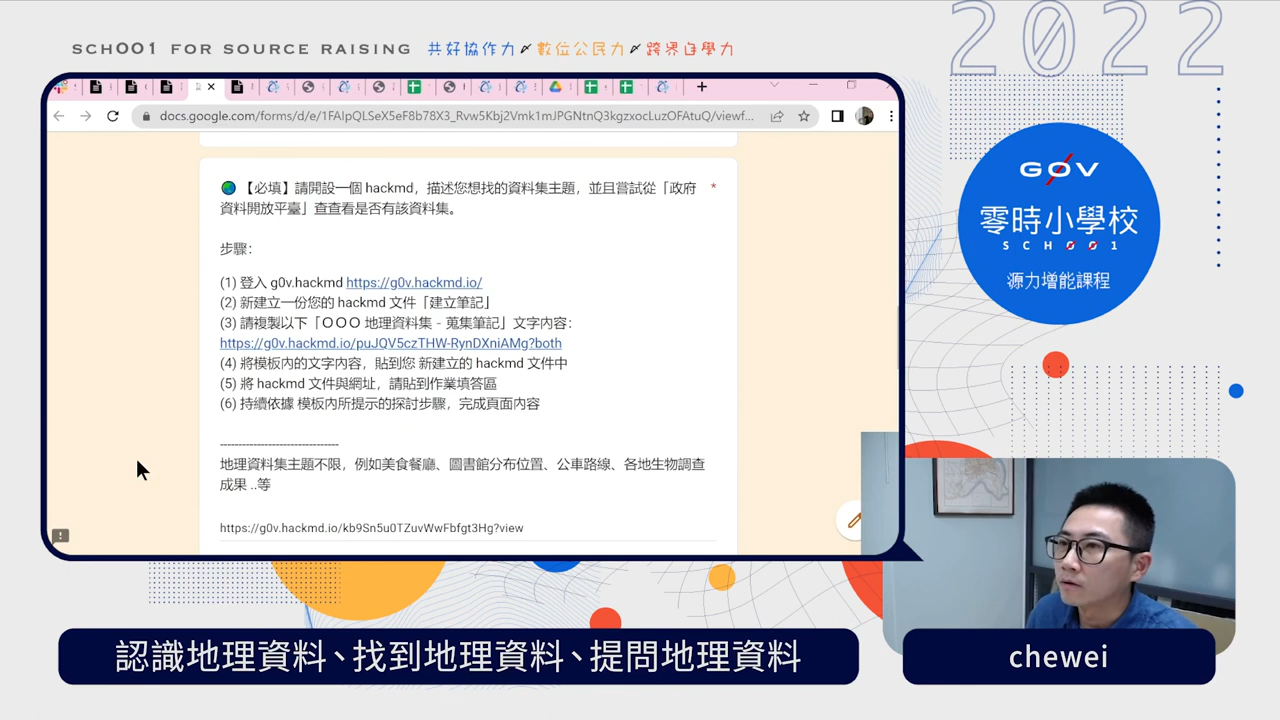 2022
SCHOO1 FOR SOURCE RAISING 共好協作力 數位公民力 跨界自學力
docs.google.com/forms/d/e/1FAIpQLSeX5eF8b78X3_Rvw5Kbj2Vmk1mJPGNtnQ3kgzxocLuzOFAtuQ/viewf...
【必填】請開設一個 hackmd，描述您想找的資料集主題，並且嘗試從「政府 *
資料開放平臺」查查看是否有該資料集。
步驟：
(1) 登入 g0v.hackmd https://g0v.hackmd.io/
(2) 新建立一份您的 hackmd 文件「建立筆記」
(3) 請複製以下「ＯＯＯ 地理資料集 - 蒐集筆記」文字內容：
https://g0v.hackmd.io/puJQV5czTHW-RynDXniAMg?both
(4) 將模板內的文字內容，貼到您 新建立的 hackmd 文件中
(5) 將 hackmd 文件與網址，請貼到作業填答區
(6) 持續依據 模板內所提示的探討步驟，完成頁面內容
--------------------------------
地理資料集主題不限，例如美食餐廳、圖書館分布位置、公車路線、各地生物調查
成果 ..等
https://g0v.hackmd.io/kb9Sn5u0TZuvWwFbfgt3Hg?view
G0V
零時小學校
SCH001
源力增能課程
認識地理資料、找到地理資料、提問地理資料
chewei